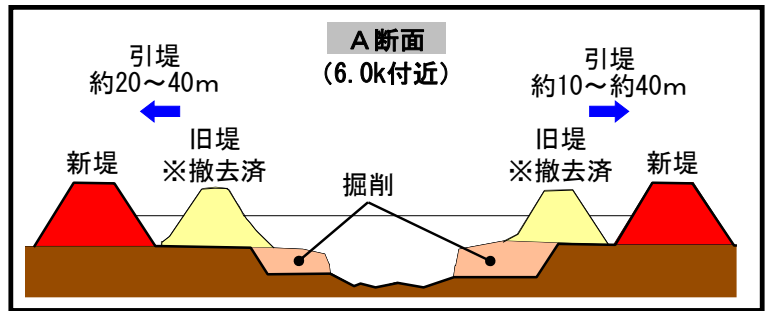 A断面
(6.0k付近)
引堤
約20～40m
引堤
約10～約40m
新堤
旧堤
※撤去済
掘削
旧堤
※撤去済
新堤